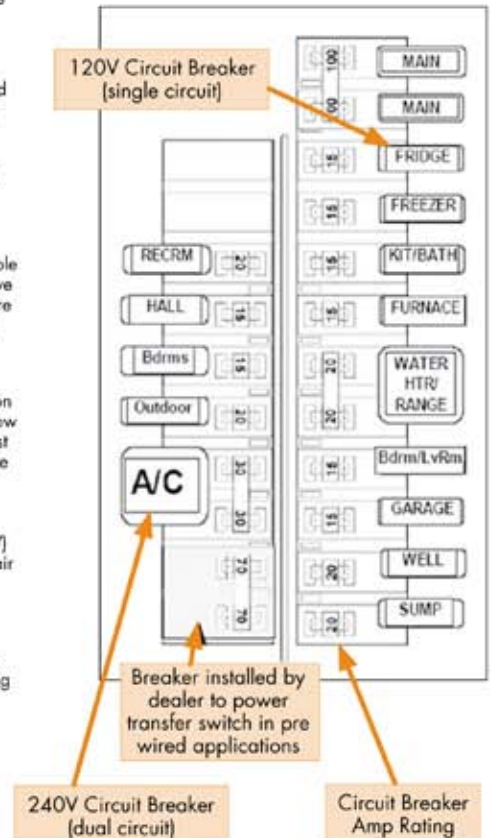 120V Circuit Breaker
(single circuit)
100
MAIN
00
MAIN
15
FRIDGE
15
FREEZER
RECRM
20
15
KIT/BATH
HALL
15
15
FURNACE
Bdrms
15
20
WATER
HTR/
RANGE
Outdoor
20
20
A/C
30
30
15
Bdrm/LvRm
15
GARAGE
70
70
20
WELL
20
SUMP
Breaker installed by
dealer to power
transfer switch in pre
wired applications
240V Circuit Breaker
(dual circuit)
Circuit Breaker
Amp Rating